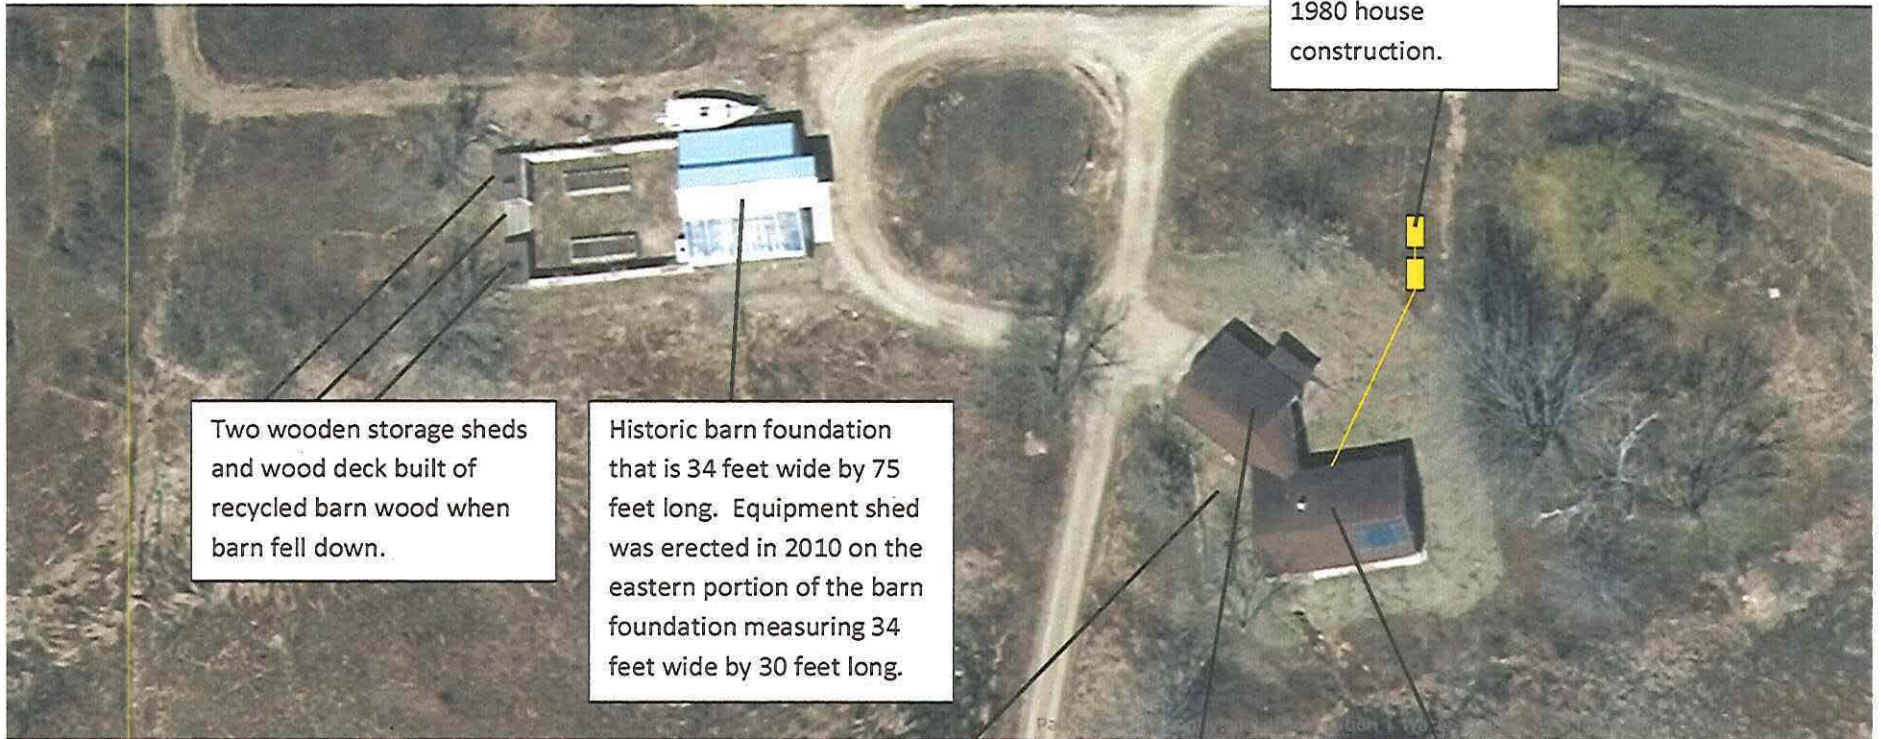 1980 house
construction.
Two wooden storage sheds
and wood deck built of
recycled barn wood when
barn fell down.
Historic barn foundation
that is 34 feet wide by 75
feet long. Equipment shed
was erected in 2010 on the
eastern portion of the barn
foundation measuring 34
feet wide by 30 feet long.